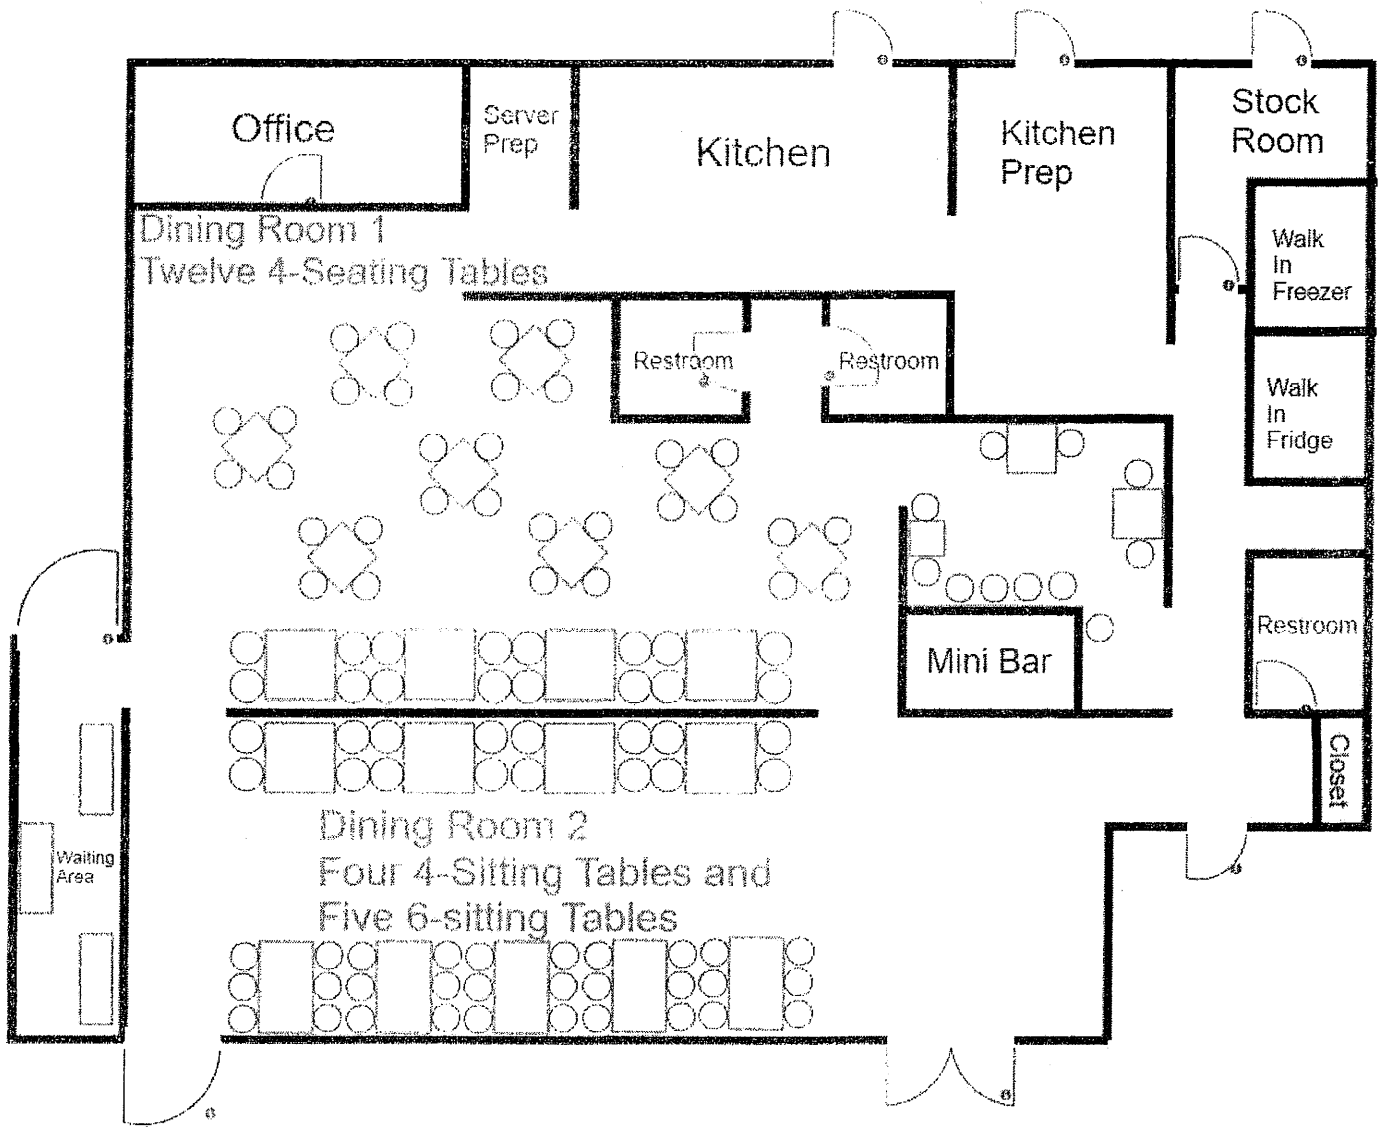 Office
Server
Prep
Kitchen
Kitchen
Prep
Stock
Room
Walk
In
Freezer
Dining Room 1
Twelve 4-Seating Tables
Restroom
Restroom
Walk
In
Fridge
Restroom
Mini Bar
Closet
Waiting
Area
Dining Room 2
Four 4-Sitting Tables and
Five 6-sitting Tables